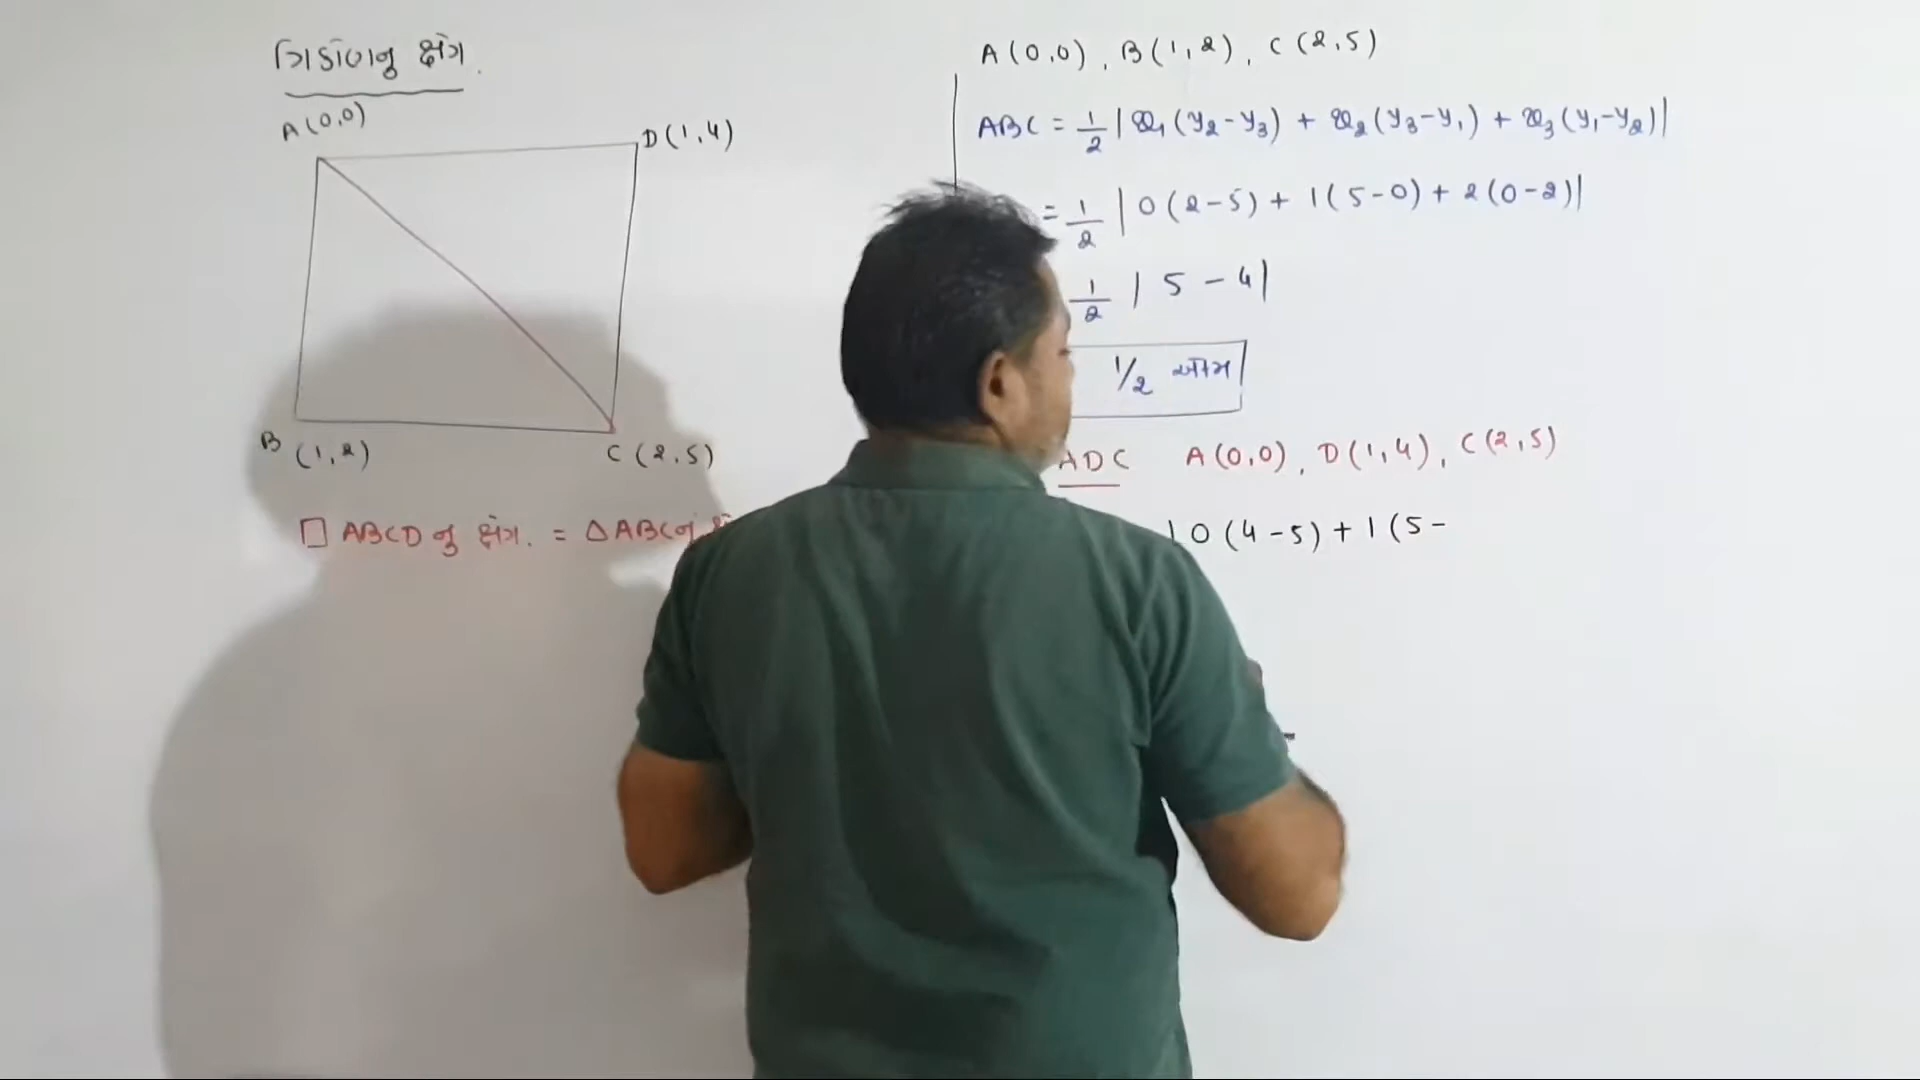 ત્રિકોણનુ ક્ષેત્ર.
A(0,0)
D(1,4)
B (1,2)
C (2,5)
□ ABCD નુ ક્ષેત્ર. = △ABC નુ
A(0,0), B(1,2), C(2,5)
ABC = 1/2 | x₁(y₂-y₃) + x₂(y₃-y₁) + x₃(y₁-y₂)|
= 1/2 | 0(2-5) + 1(5-0) + 2(0-2)|
1/2 | 5 - 4|
1/2 એકમ
ADC A(0,0), D(1,4), C(2,5)
| 0(4-5) + 1(5-